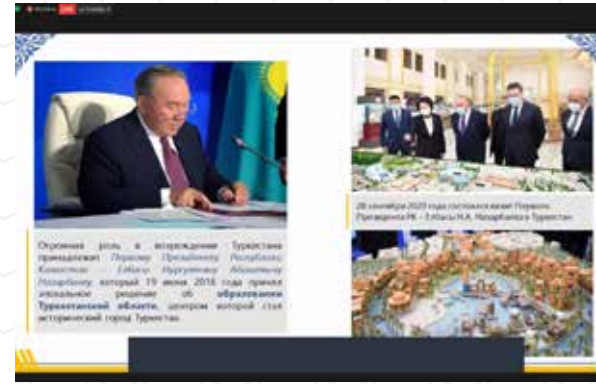 Огромная роль в возрождении Туркестана
принадлежит Первому Президенту Республики
Казахстан – Елбасы Нурсултану Абишевичу
Назарбаеву, который 19 июня 2018 года принял
эпохальное решение об образовании
Туркестанской области, центром которой стал
исторический город Туркестан.
28 сентября 2020 года состоялся визит Первого
Президента РК – Елбасы Н.А. Назарбаева в Туркестан.